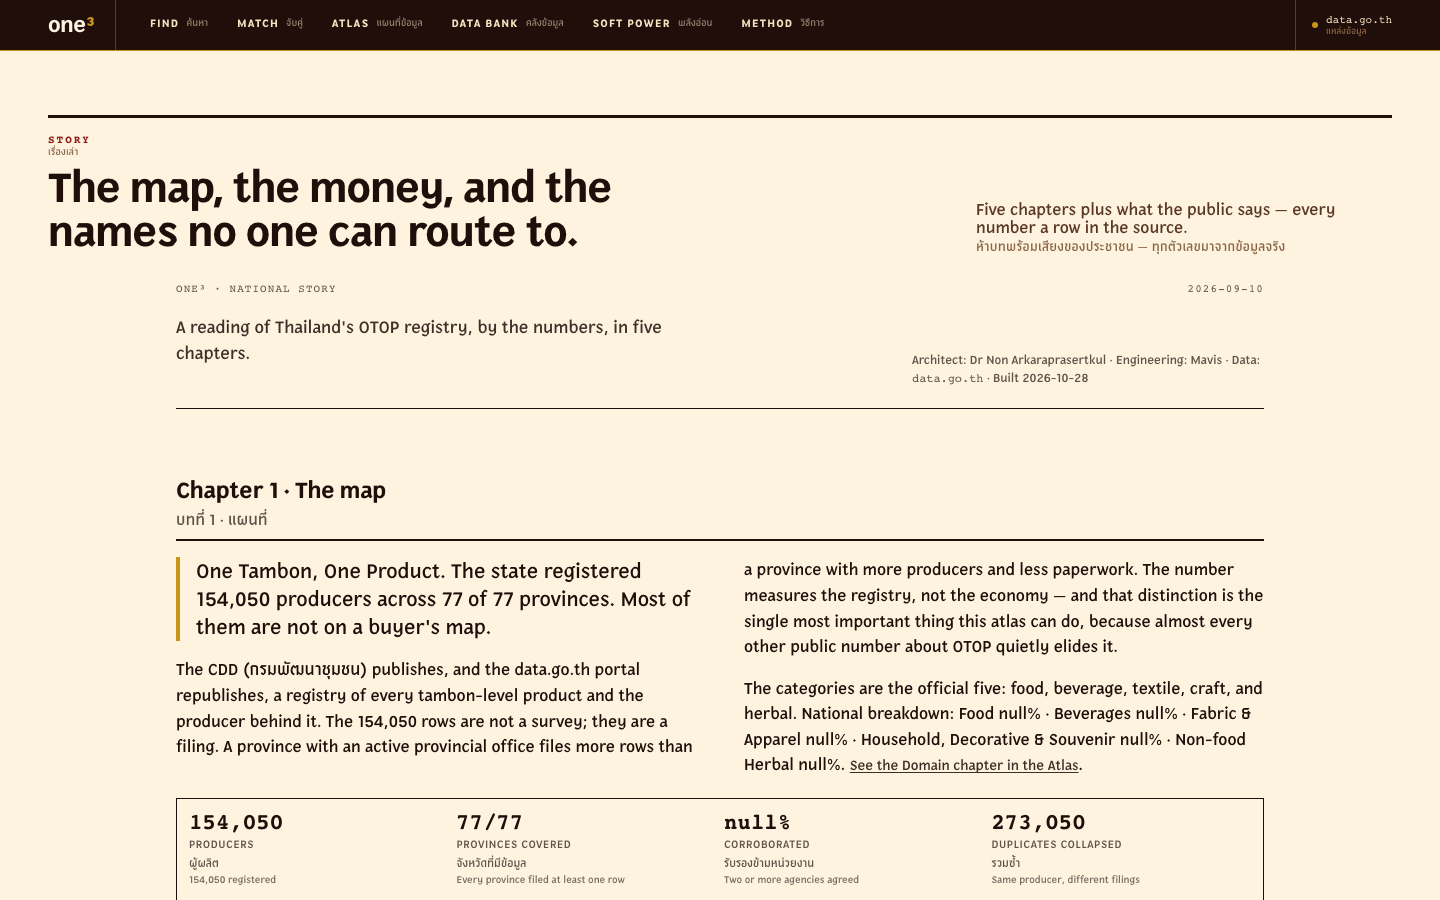 one³
FIND ค้นหา
MATCH จับคู่
ATLAS แผนที่ข้อมูล
DATA BANK คลังข้อมูล
SOFT POWER พลังอ่อน
METHOD วิธีการ
data.go.th
แหล่งข้อมูล
STORY
เรื่องเล่า
The map, the money, and the
names no one can route to.
Five chapters plus what the public says — every
number a row in the source.
ห้าบทพร้อมเสียงของประชาชน — ทุกตัวเลขมาจากข้อมูลจริง
ONE³ · NATIONAL STORY
2026-09-10
A reading of Thailand's OTOP registry, by the numbers, in five
chapters.
Architect: Dr Non Arkaraprasertkul · Engineering: Mavis · Data:
data.go.th · Built 2026-10-28
Chapter 1 · The map
บทที่ 1 · แผนที่
One Tambon, One Product. The state registered
154,050 producers across 77 of 77 provinces. Most of
them are not on a buyer's map.
The CDD (กรมพัฒนาชุมชน) publishes, and the data.go.th portal
republishes, a registry of every tambon-level product and the
producer behind it. The 154,050 rows are not a survey; they are a
filing. A province with an active provincial office files more rows than
a province with more producers and less paperwork. The number
measures the registry, not the economy — and that distinction is the
single most important thing this atlas can do, because almost every
other public number about OTOP quietly elides it.
The categories are the official five: food, beverage, textile, craft, and
herbal. National breakdown: Food null% · Beverages null% · Fabric &
Apparel null% · Household, Decorative & Souvenir null% · Non-food
Herbal null%. See the Domain chapter in the Atlas.
154,050
PRODUCERS
ผู้ผลิต
154,050 registered
77/77
PROVINCES COVERED
จังหวัดที่มีข้อมูล
Every province filed at least one row
null%
CORROBORATED
รับรองข้ามหน่วยงาน
Two or more agencies agreed
273,050
DUPLICATES COLLAPSED
รวมซ้ำ
Same producer, different filings